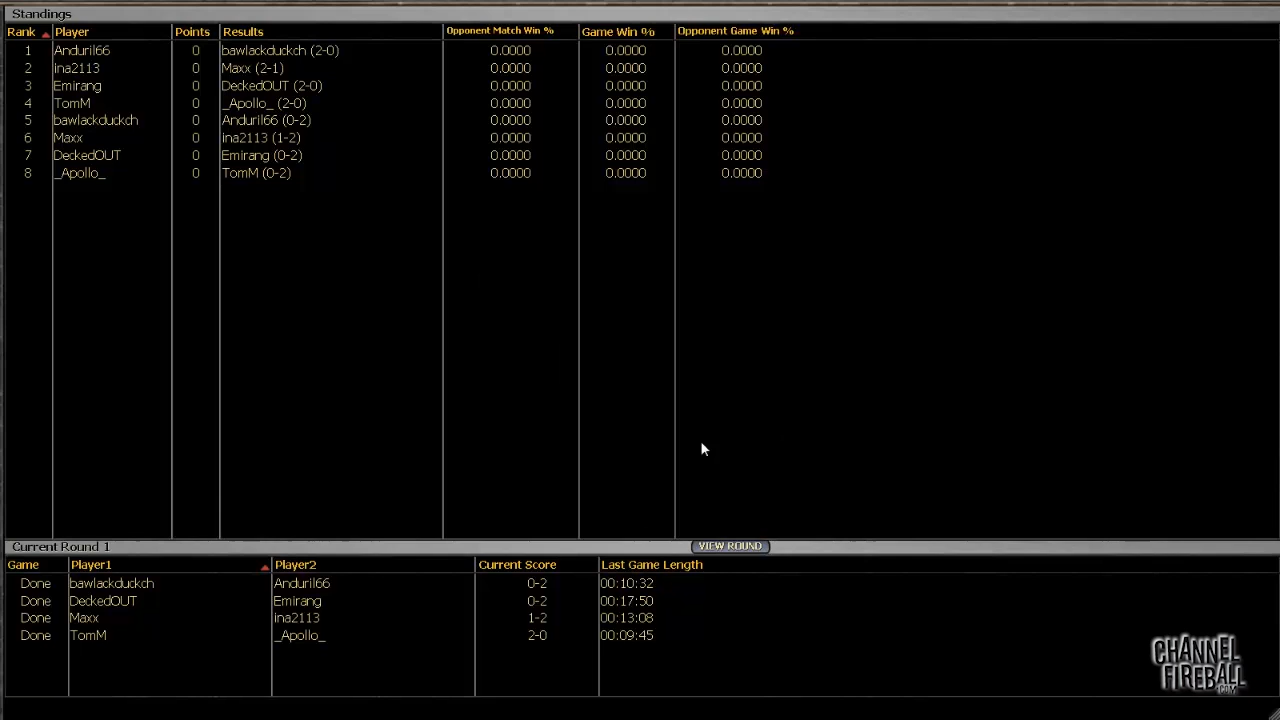 Standings
Rank Player Points Results Opponent Match Win % Game Win % Opponent Game Win %
1 Anduril66 0 bawlackduckch (2-0) 0.0000 0.0000 0.0000
2 ina2113 0 Maxx (2-1) 0.0000 0.0000 0.0000
3 Emirang 0 DeckedOUT (2-0) 0.0000 0.0000 0.0000
4 TomM 0 _Apollo_ (2-0) 0.0000 0.0000 0.0000
5 bawlackduckch 0 Anduril66 (0-2) 0.0000 0.0000 0.0000
6 Maxx 0 ina2113 (1-2) 0.0000 0.0000 0.0000
7 DeckedOUT 0 Emirang (0-2) 0.0000 0.0000 0.0000
8 _Apollo_ 0 TomM (0-2) 0.0000 0.0000 0.0000
Current Round 1 VIEW ROUND
Game Player1 Player2 Current Score Last Game Length
Done bawlackduckch Anduril66 0-2 00:10:32
Done DeckedOUT Emirang 0-2 00:17:50
Done Maxx ina2113 1-2 00:13:08
Done TomM _Apollo_ 2-0 00:09:45
CHANNEL
FIREBALL
.COM